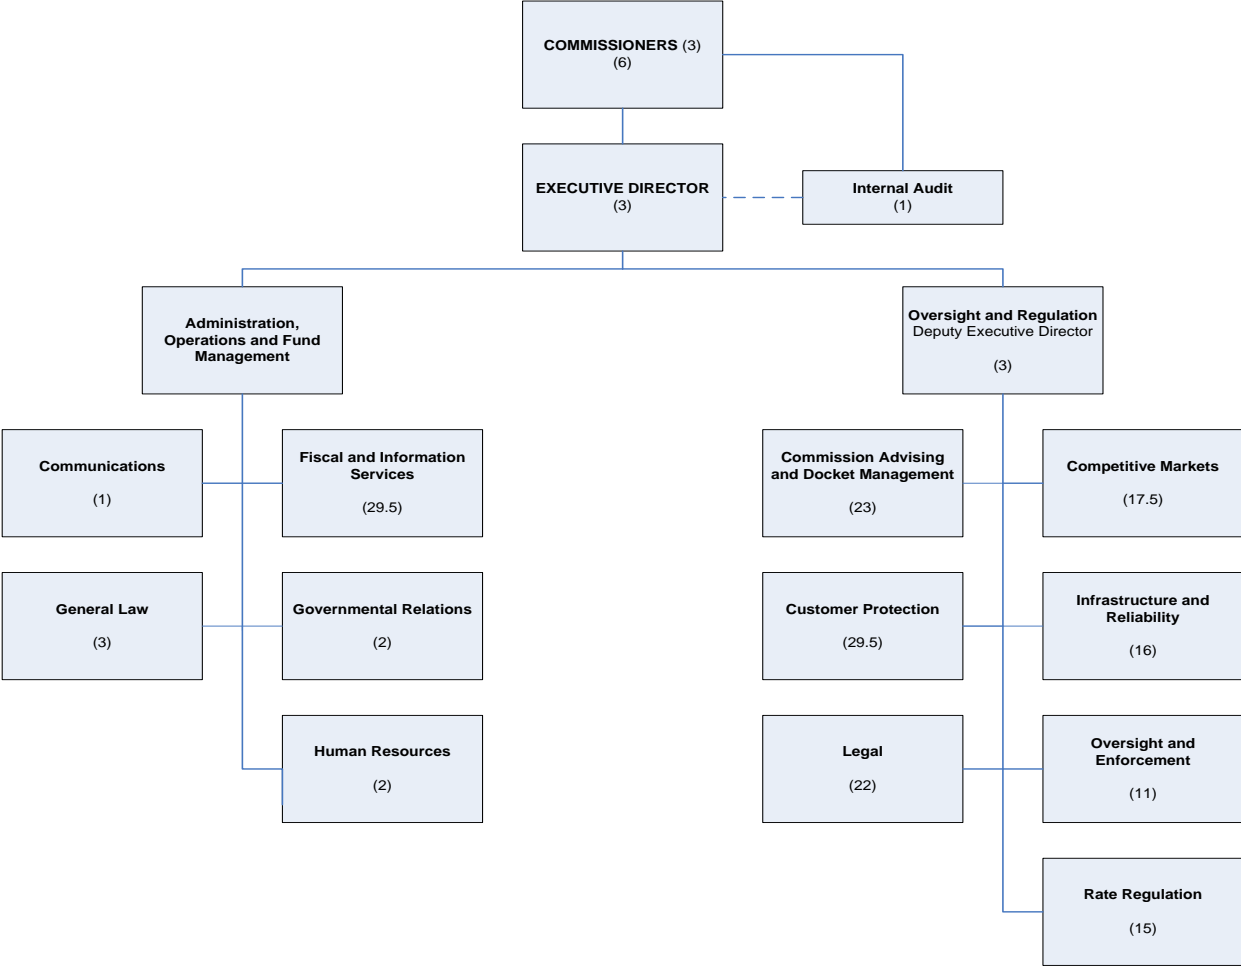 COMMISSIONERS (3)
(6)
EXECUTIVE DIRECTOR
(3)
Internal Audit
(1)
Administration,
Operations and Fund
Management
Oversight and Regulation
Deputy Executive Director
(3)
Communications
(1)
Fiscal and Information
Services
(29.5)
Commission Advising
and Docket Management
(23)
Competitive Markets
(17.5)
General Law
(3)
Governmental Relations
(2)
Customer Protection
(29.5)
Infrastructure and
Reliability
(16)
Human Resources
(2)
Legal
(22)
Oversight and
Enforcement
(11)
Rate Regulation
(15)